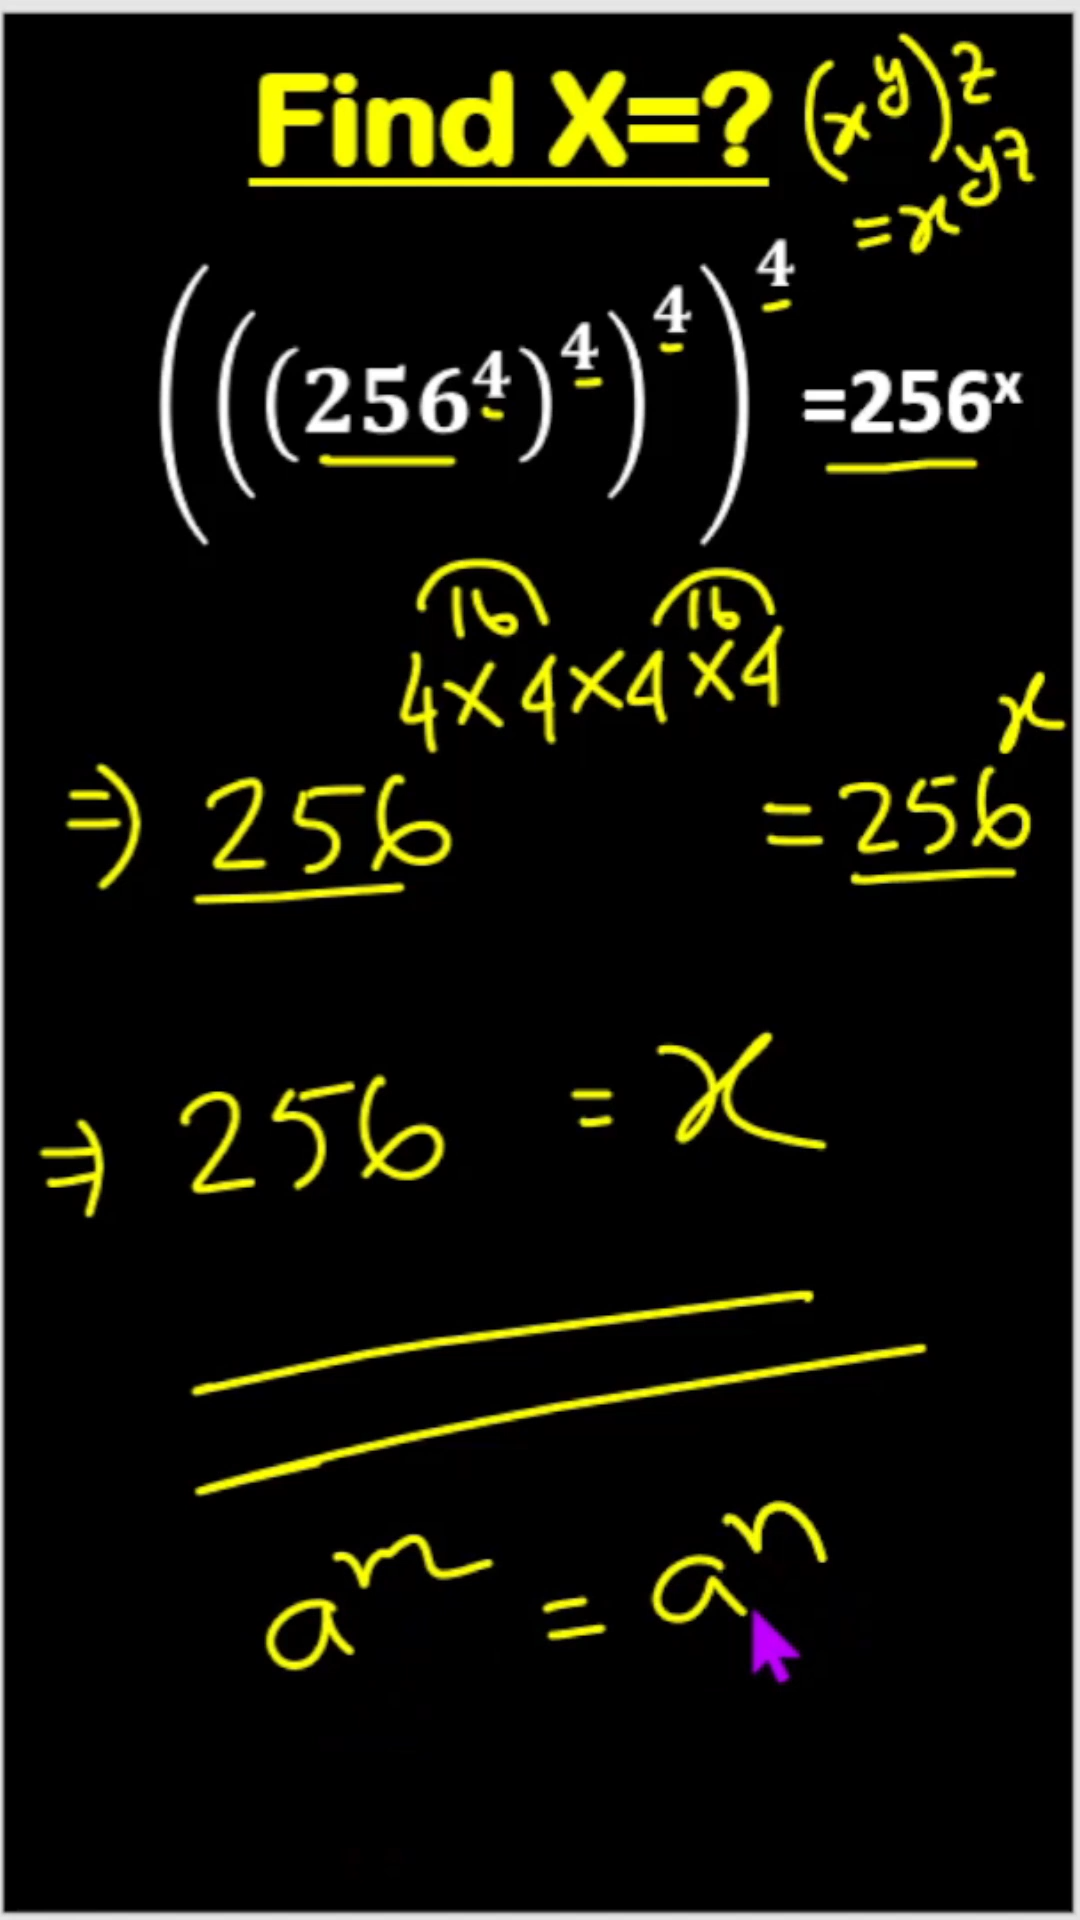 Find X=?
(x^y)^z
=x^yz
(((256^4)^4)^4)^4 =256^x
16 16
4×4×4×4 x
⇒ 256 = 256
⇒ 256 = x
a^m = a^n